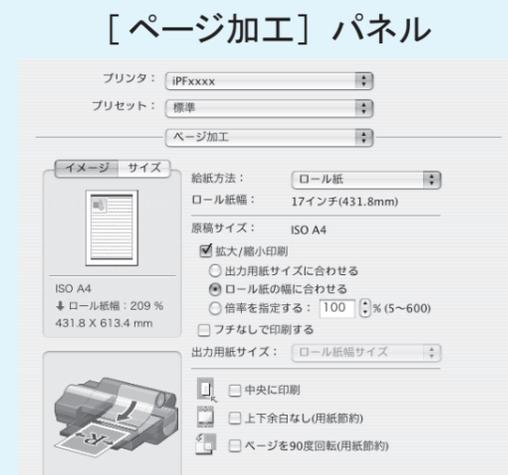 ［ページ加工］パネル
プリンタ： iPFxxxx
プリセット： 標準
ページ加工
イメージ サイズ
給紙方法： ロール紙
ロール紙幅： 17インチ(431.8mm)
原稿サイズ： ISO A4
拡大/縮小印刷
出力用紙サイズに合わせる
ロール紙の幅に合わせる
倍率を指定する： 100 % (5〜600)
フチなしで印刷する
出力用紙サイズ： ロール紙幅サイズ
ISO A4
ロール紙幅：209 %
431.8 X 613.4 mm
中央に印刷
上下余白なし(用紙節約)
ページを90度回転(用紙節約)
R